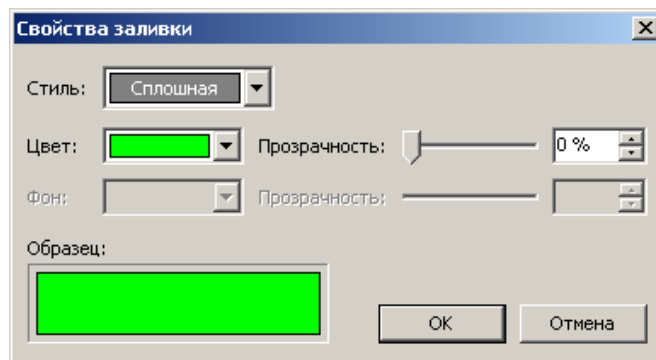 Свойства заливки
Стиль: Сплошная
Цвет: Прозрачность: 0 %
Фон: Прозрачность:
Образец:
OK Отмена